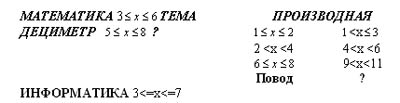 МАТЕМАТИКА 3 ≤ x ≤ 6 ТЕМА
ДЕЦИМЕТР 5 ≤ x ≤ 8 ?
ИНФОРМАТИКА 3<=x<=7
ПРОИЗВОДНАЯ
1 ≤ x ≤ 2 1<x≤3
2 <x <4 4<x <6
6 ≤ x ≤ 8 9<x<11
Повод ?